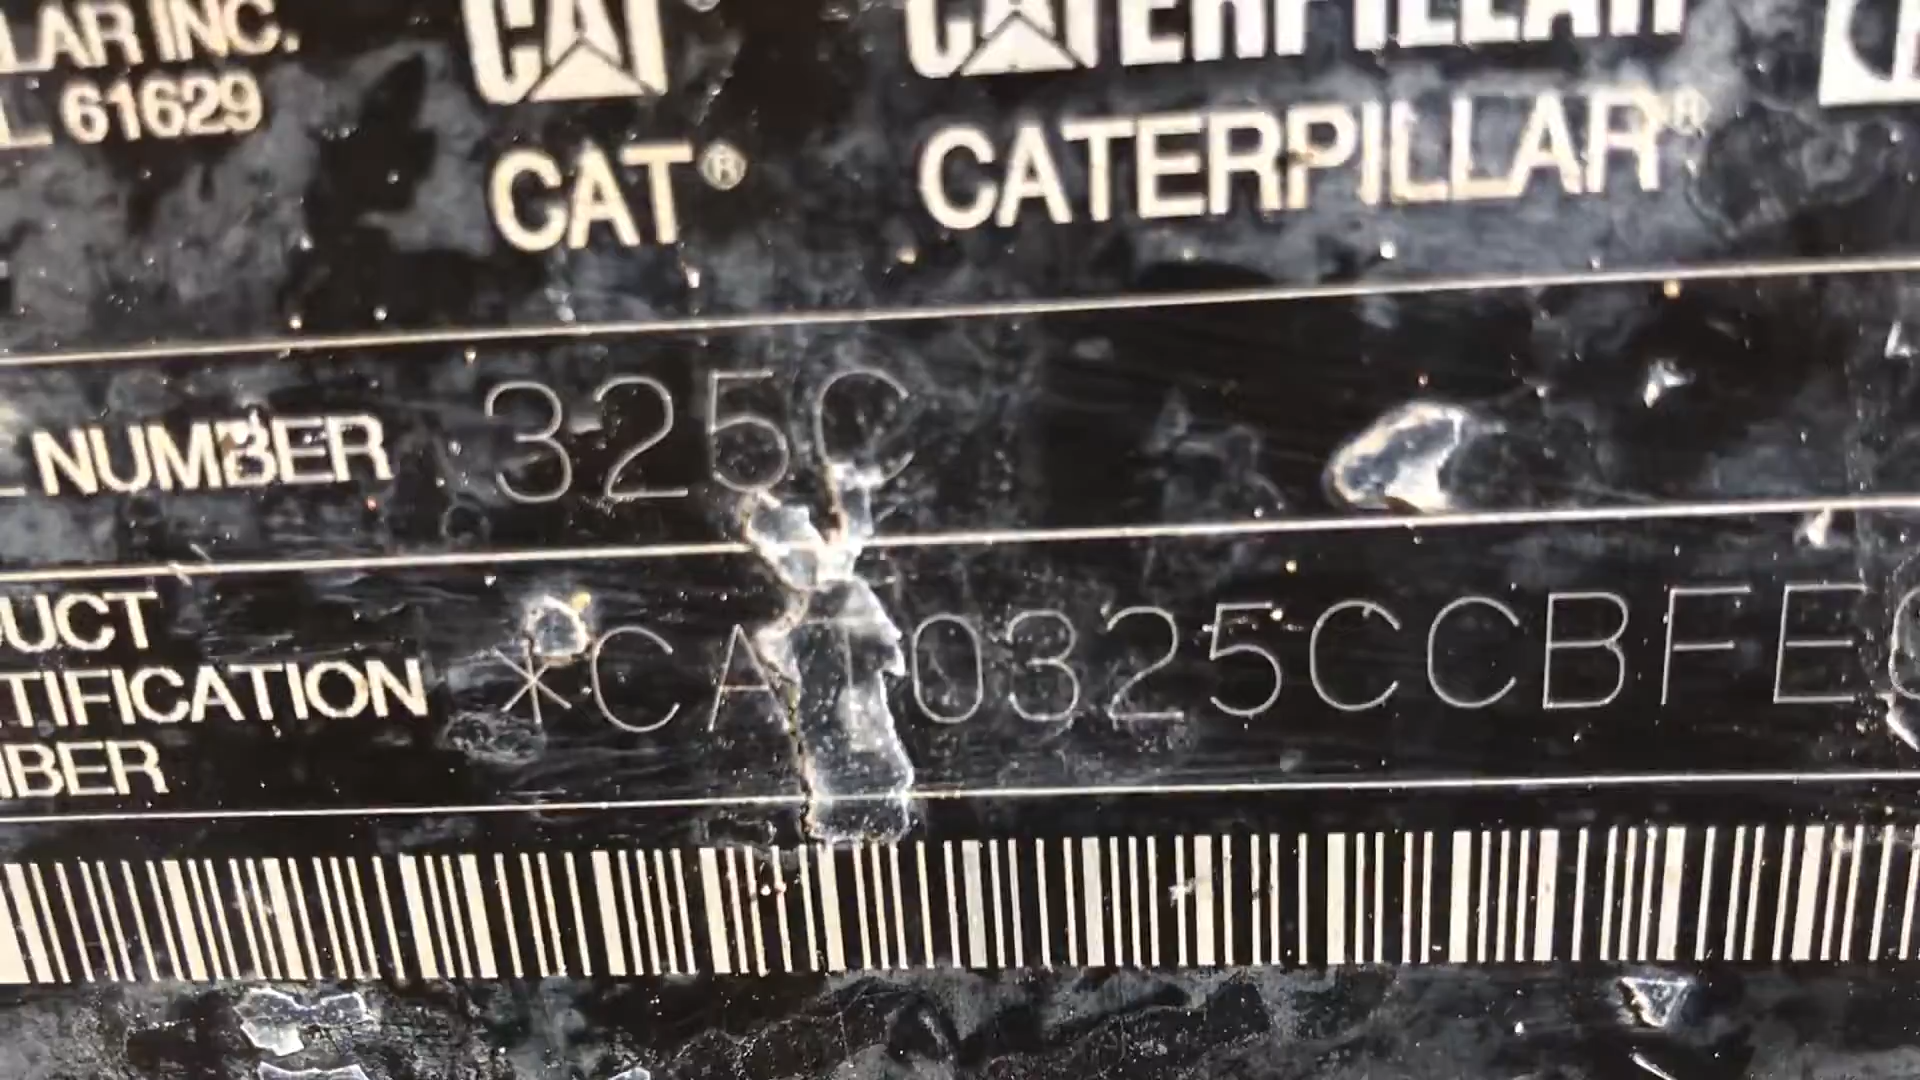 LAR INC.
L 61629
CAT
CATERPILLAR
CAT®
CATERPILLAR®
NUMBER 325C
UCT
TIFICATION
BER
*CAT0325CCBFE